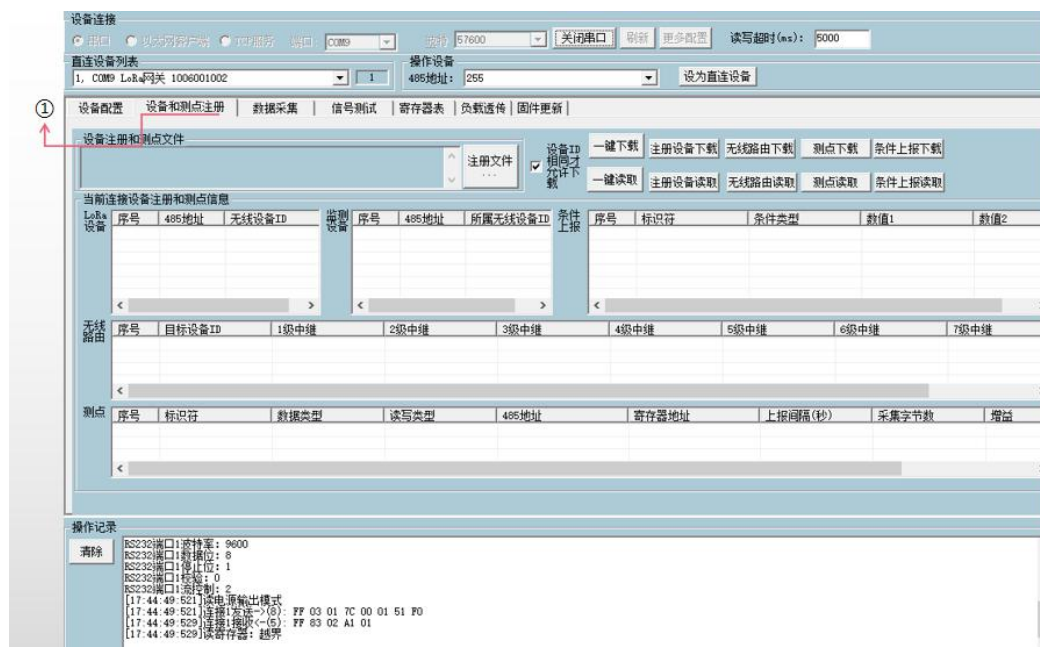 设备连接
串口 以太网客户端 TCP服务 端口 COM9 波特 57600 关闭串口 刷新 更多配置 读写超时(ms): 5000
直连设备列表 操作设备
1, COM9 LoRa网关 1006001002 1 485地址: 255 设为直连设备
① 设备配置 设备和测点注册 数据采集 信号测试 寄存器表 负载透传 固件更新
设备注册和测点文件
注册文件
...
设备ID相同才允许下载
一键下载 注册设备下载 无线路由下载 测点下载 条件上报下载
一键读取 注册设备读取 无线路由读取 测点读取 条件上报读取
当前连接设备注册和测点信息
LoRa设备 序号 485地址 无线设备ID
监测设备 序号 485地址 所属无线设备ID
条件上报 序号 标识符 条件类型 数值1 数值2
无线路由 序号 目标设备ID 1级中继 2级中继 3级中继 4级中继 5级中继 6级中继 7级中继
测点 序号 标识符 数据类型 读写类型 485地址 寄存器地址 上报间隔(秒) 采集字节数 增益
操作记录
清除
RS232端口1波特率: 9600
RS232端口1数据位: 8
RS232端口1停止位: 1
RS232端口1校验: 0
RS232端口1流控制: 2
[17:44:49:521]读电源输出模式
[17:44:49:521]连接1发送->(8): FF 03 01 7C 00 01 51 F0
[17:44:49:529]连接1接收<-(5): FF 83 02 A1 01
[17:44:49:529]读寄存器: 越界